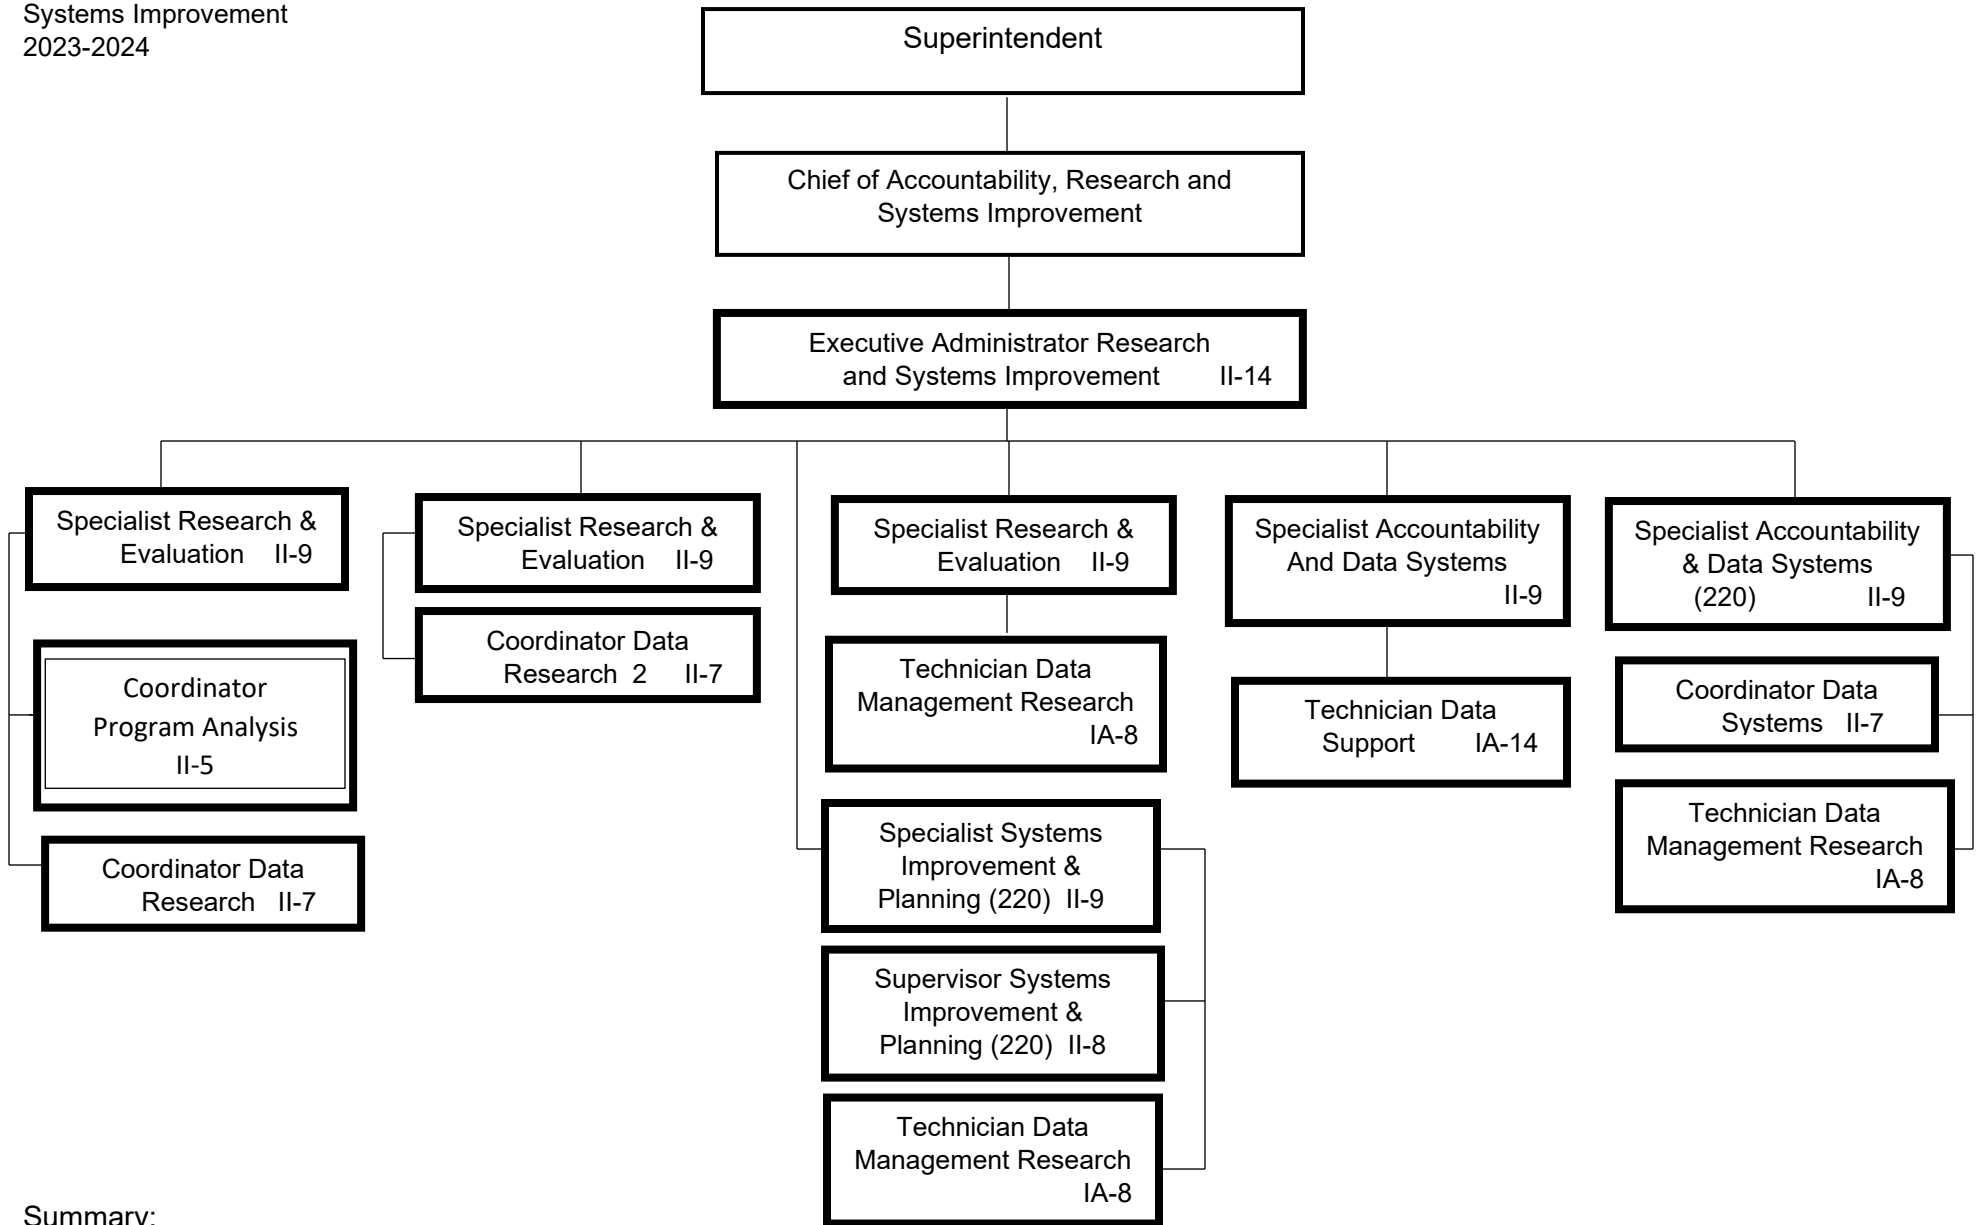 Systems Improvement
2023-2024
Superintendent
Chief of Accountability, Research and
Systems Improvement
Executive Administrator Research
and Systems Improvement II-14
Specialist Research &
Evaluation II-9
Coordinator
Program Analysis
II-5
Coordinator Data
Research II-7
Specialist Research &
Evaluation II-9
Coordinator Data
Research 2 II-7
Specialist Research &
Evaluation II-9
Technician Data
Management Research
IA-8
Specialist Systems
Improvement &
Planning (220) II-9
Supervisor Systems
Improvement &
Planning (220) II-8
Technician Data
Management Research
IA-8
Specialist Accountability
And Data Systems
II-9
Technician Data
Support IA-14
Specialist Accountability
& Data Systems
(220) II-9
Coordinator Data
Systems II-7
Technician Data
Management Research
IA-8
Summary: